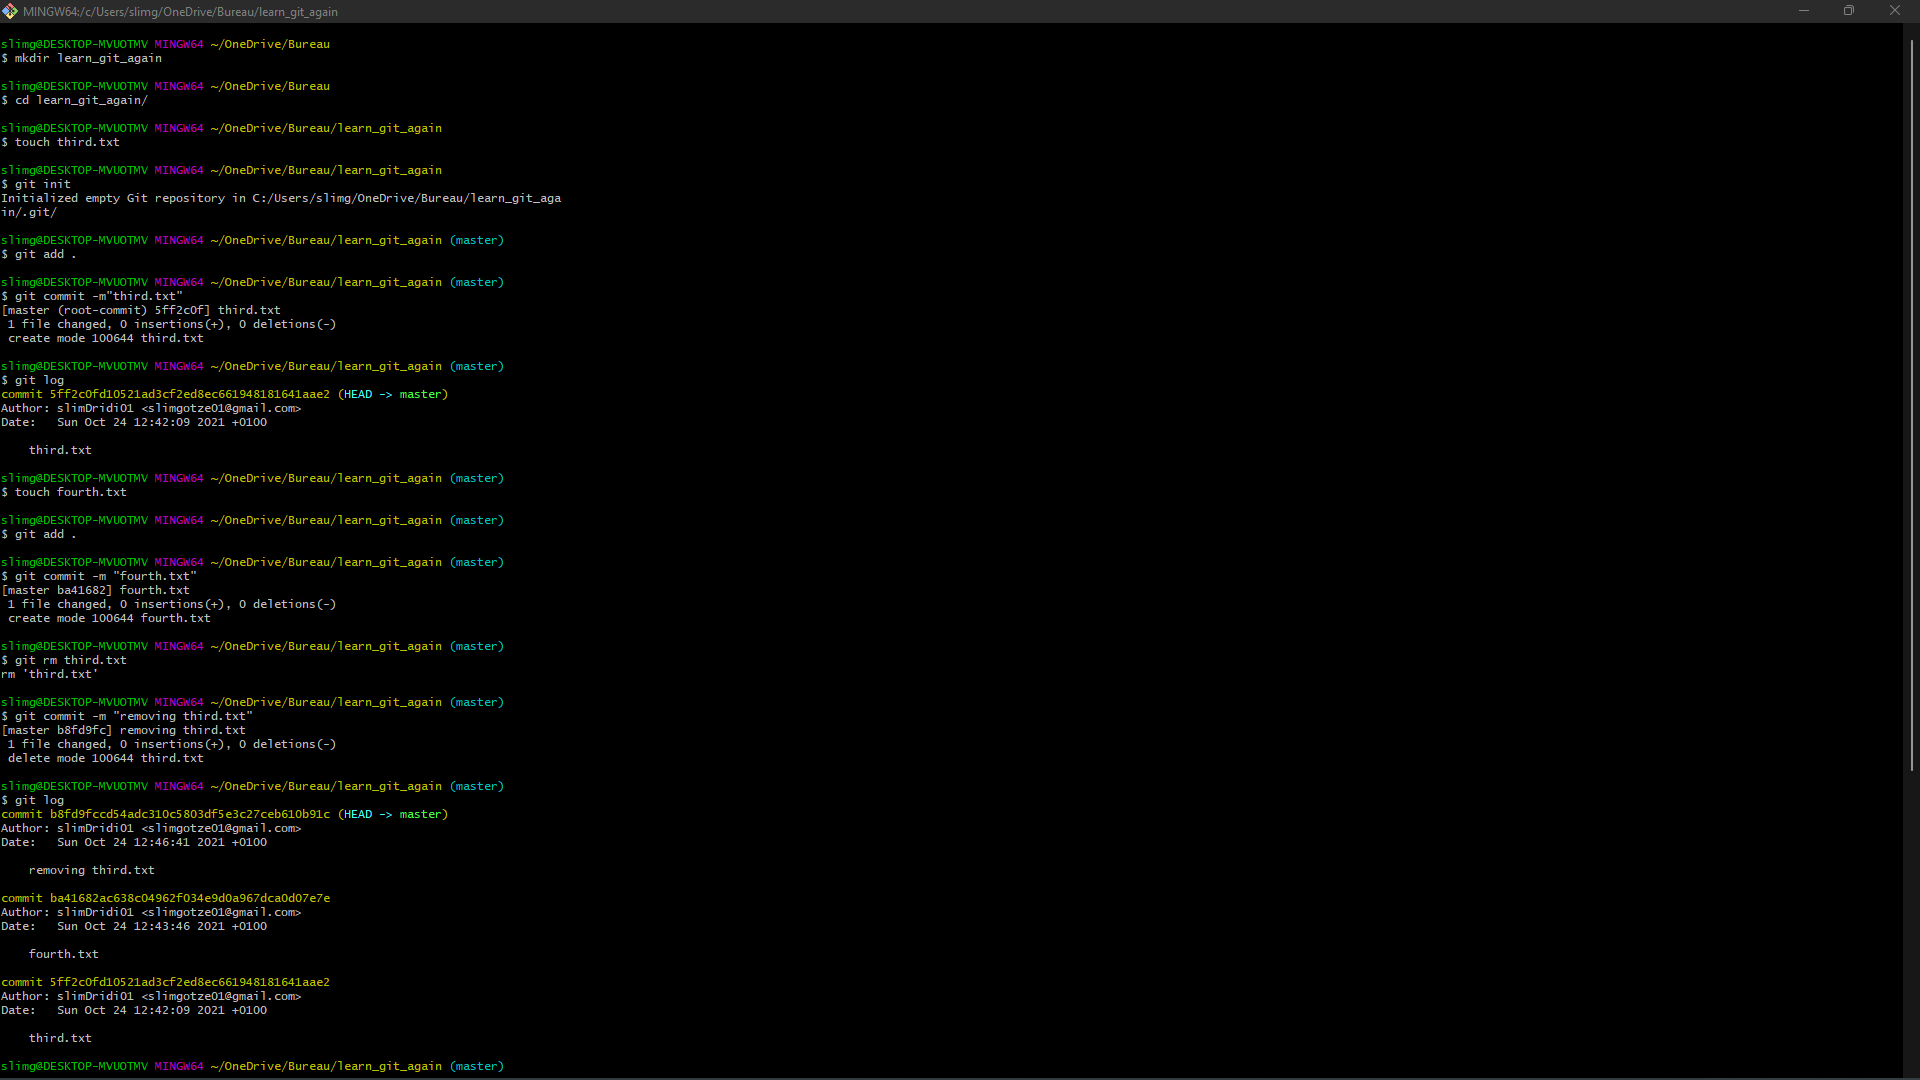 MINGW64:/c/Users/slimg/OneDrive/Bureau/learn_git_again
slimg@DESKTOP-MVUOTMV MINGW64 ~/OneDrive/Bureau
$ mkdir learn_git_again
slimg@DESKTOP-MVUOTMV MINGW64 ~/OneDrive/Bureau
$ cd learn_git_again/
slimg@DESKTOP-MVUOTMV MINGW64 ~/OneDrive/Bureau/learn_git_again
$ touch third.txt
slimg@DESKTOP-MVUOTMV MINGW64 ~/OneDrive/Bureau/learn_git_again
$ git init
Initialized empty Git repository in C:/Users/slimg/OneDrive/Bureau/learn_git_aga
in/.git/
slimg@DESKTOP-MVUOTMV MINGW64 ~/OneDrive/Bureau/learn_git_again (master)
$ git add .
slimg@DESKTOP-MVUOTMV MINGW64 ~/OneDrive/Bureau/learn_git_again (master)
$ git commit -m"third.txt"
[master (root-commit) 5ff2c0f] third.txt
 1 file changed, 0 insertions(+), 0 deletions(-)
 create mode 100644 third.txt
slimg@DESKTOP-MVUOTMV MINGW64 ~/OneDrive/Bureau/learn_git_again (master)
$ git log
commit 5ff2c0fd10521ad3cf2ed8ec661948181641aae2 (HEAD -> master)
Author: slimDridi01 <slimgotze01@gmail.com>
Date:   Sun Oct 24 12:42:09 2021 +0100
    third.txt
slimg@DESKTOP-MVUOTMV MINGW64 ~/OneDrive/Bureau/learn_git_again (master)
$ touch fourth.txt
slimg@DESKTOP-MVUOTMV MINGW64 ~/OneDrive/Bureau/learn_git_again (master)
$ git add .
slimg@DESKTOP-MVUOTMV MINGW64 ~/OneDrive/Bureau/learn_git_again (master)
$ git commit -m "fourth.txt"
[master ba41682] fourth.txt
 1 file changed, 0 insertions(+), 0 deletions(-)
 create mode 100644 fourth.txt
slimg@DESKTOP-MVUOTMV MINGW64 ~/OneDrive/Bureau/learn_git_again (master)
$ git rm third.txt
rm 'third.txt'
slimg@DESKTOP-MVUOTMV MINGW64 ~/OneDrive/Bureau/learn_git_again (master)
$ git commit -m "removing third.txt"
[master b8fd9fc] removing third.txt
 1 file changed, 0 insertions(+), 0 deletions(-)
 delete mode 100644 third.txt
slimg@DESKTOP-MVUOTMV MINGW64 ~/OneDrive/Bureau/learn_git_again (master)
$ git log
commit b8fd9fccd54adc310c5803df5e3c27ceb610b91c (HEAD -> master)
Author: slimDridi01 <slimgotze01@gmail.com>
Date:   Sun Oct 24 12:46:41 2021 +0100
    removing third.txt
commit ba41682ac638c04962f034e9d0a967dca0d07e7e
Author: slimDridi01 <slimgotze01@gmail.com>
Date:   Sun Oct 24 12:43:46 2021 +0100
    fourth.txt
commit 5ff2c0fd10521ad3cf2ed8ec661948181641aae2
Author: slimDridi01 <slimgotze01@gmail.com>
Date:   Sun Oct 24 12:42:09 2021 +0100
    third.txt
slimg@DESKTOP-MVUOTMV MINGW64 ~/OneDrive/Bureau/learn_git_again (master)